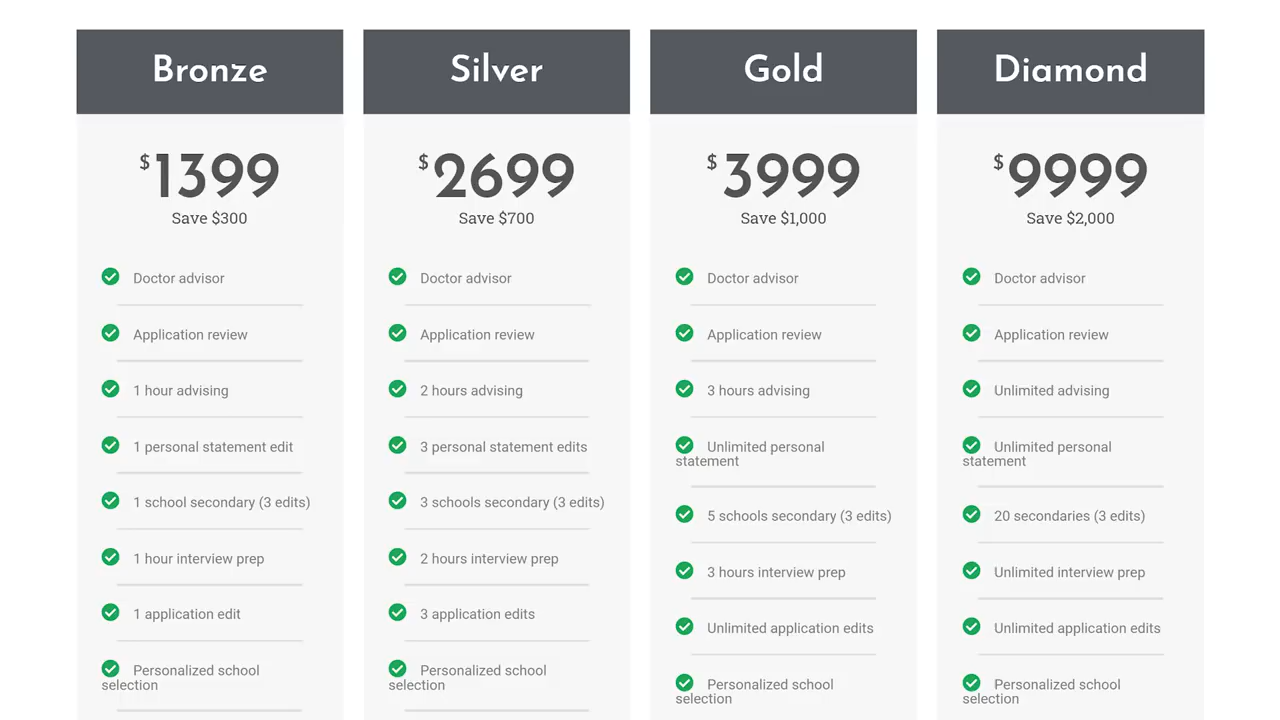 Bronze
$1399
Save $300
Doctor advisor
Application review
1 hour advising
1 personal statement edit
1 school secondary (3 edits)
1 hour interview prep
1 application edit
Personalized school
selection
Silver
$2699
Save $700
Doctor advisor
Application review
2 hours advising
3 personal statement edits
3 schools secondary (3 edits)
2 hours interview prep
3 application edits
Personalized school
selection
Gold
$3999
Save $1,000
Doctor advisor
Application review
3 hours advising
Unlimited personal
statement
5 schools secondary (3 edits)
3 hours interview prep
Unlimited application edits
Personalized school
selection
Diamond
$9999
Save $2,000
Doctor advisor
Application review
Unlimited advising
Unlimited personal
statement
20 secondaries (3 edits)
Unlimited interview prep
Unlimited application edits
Personalized school
selection